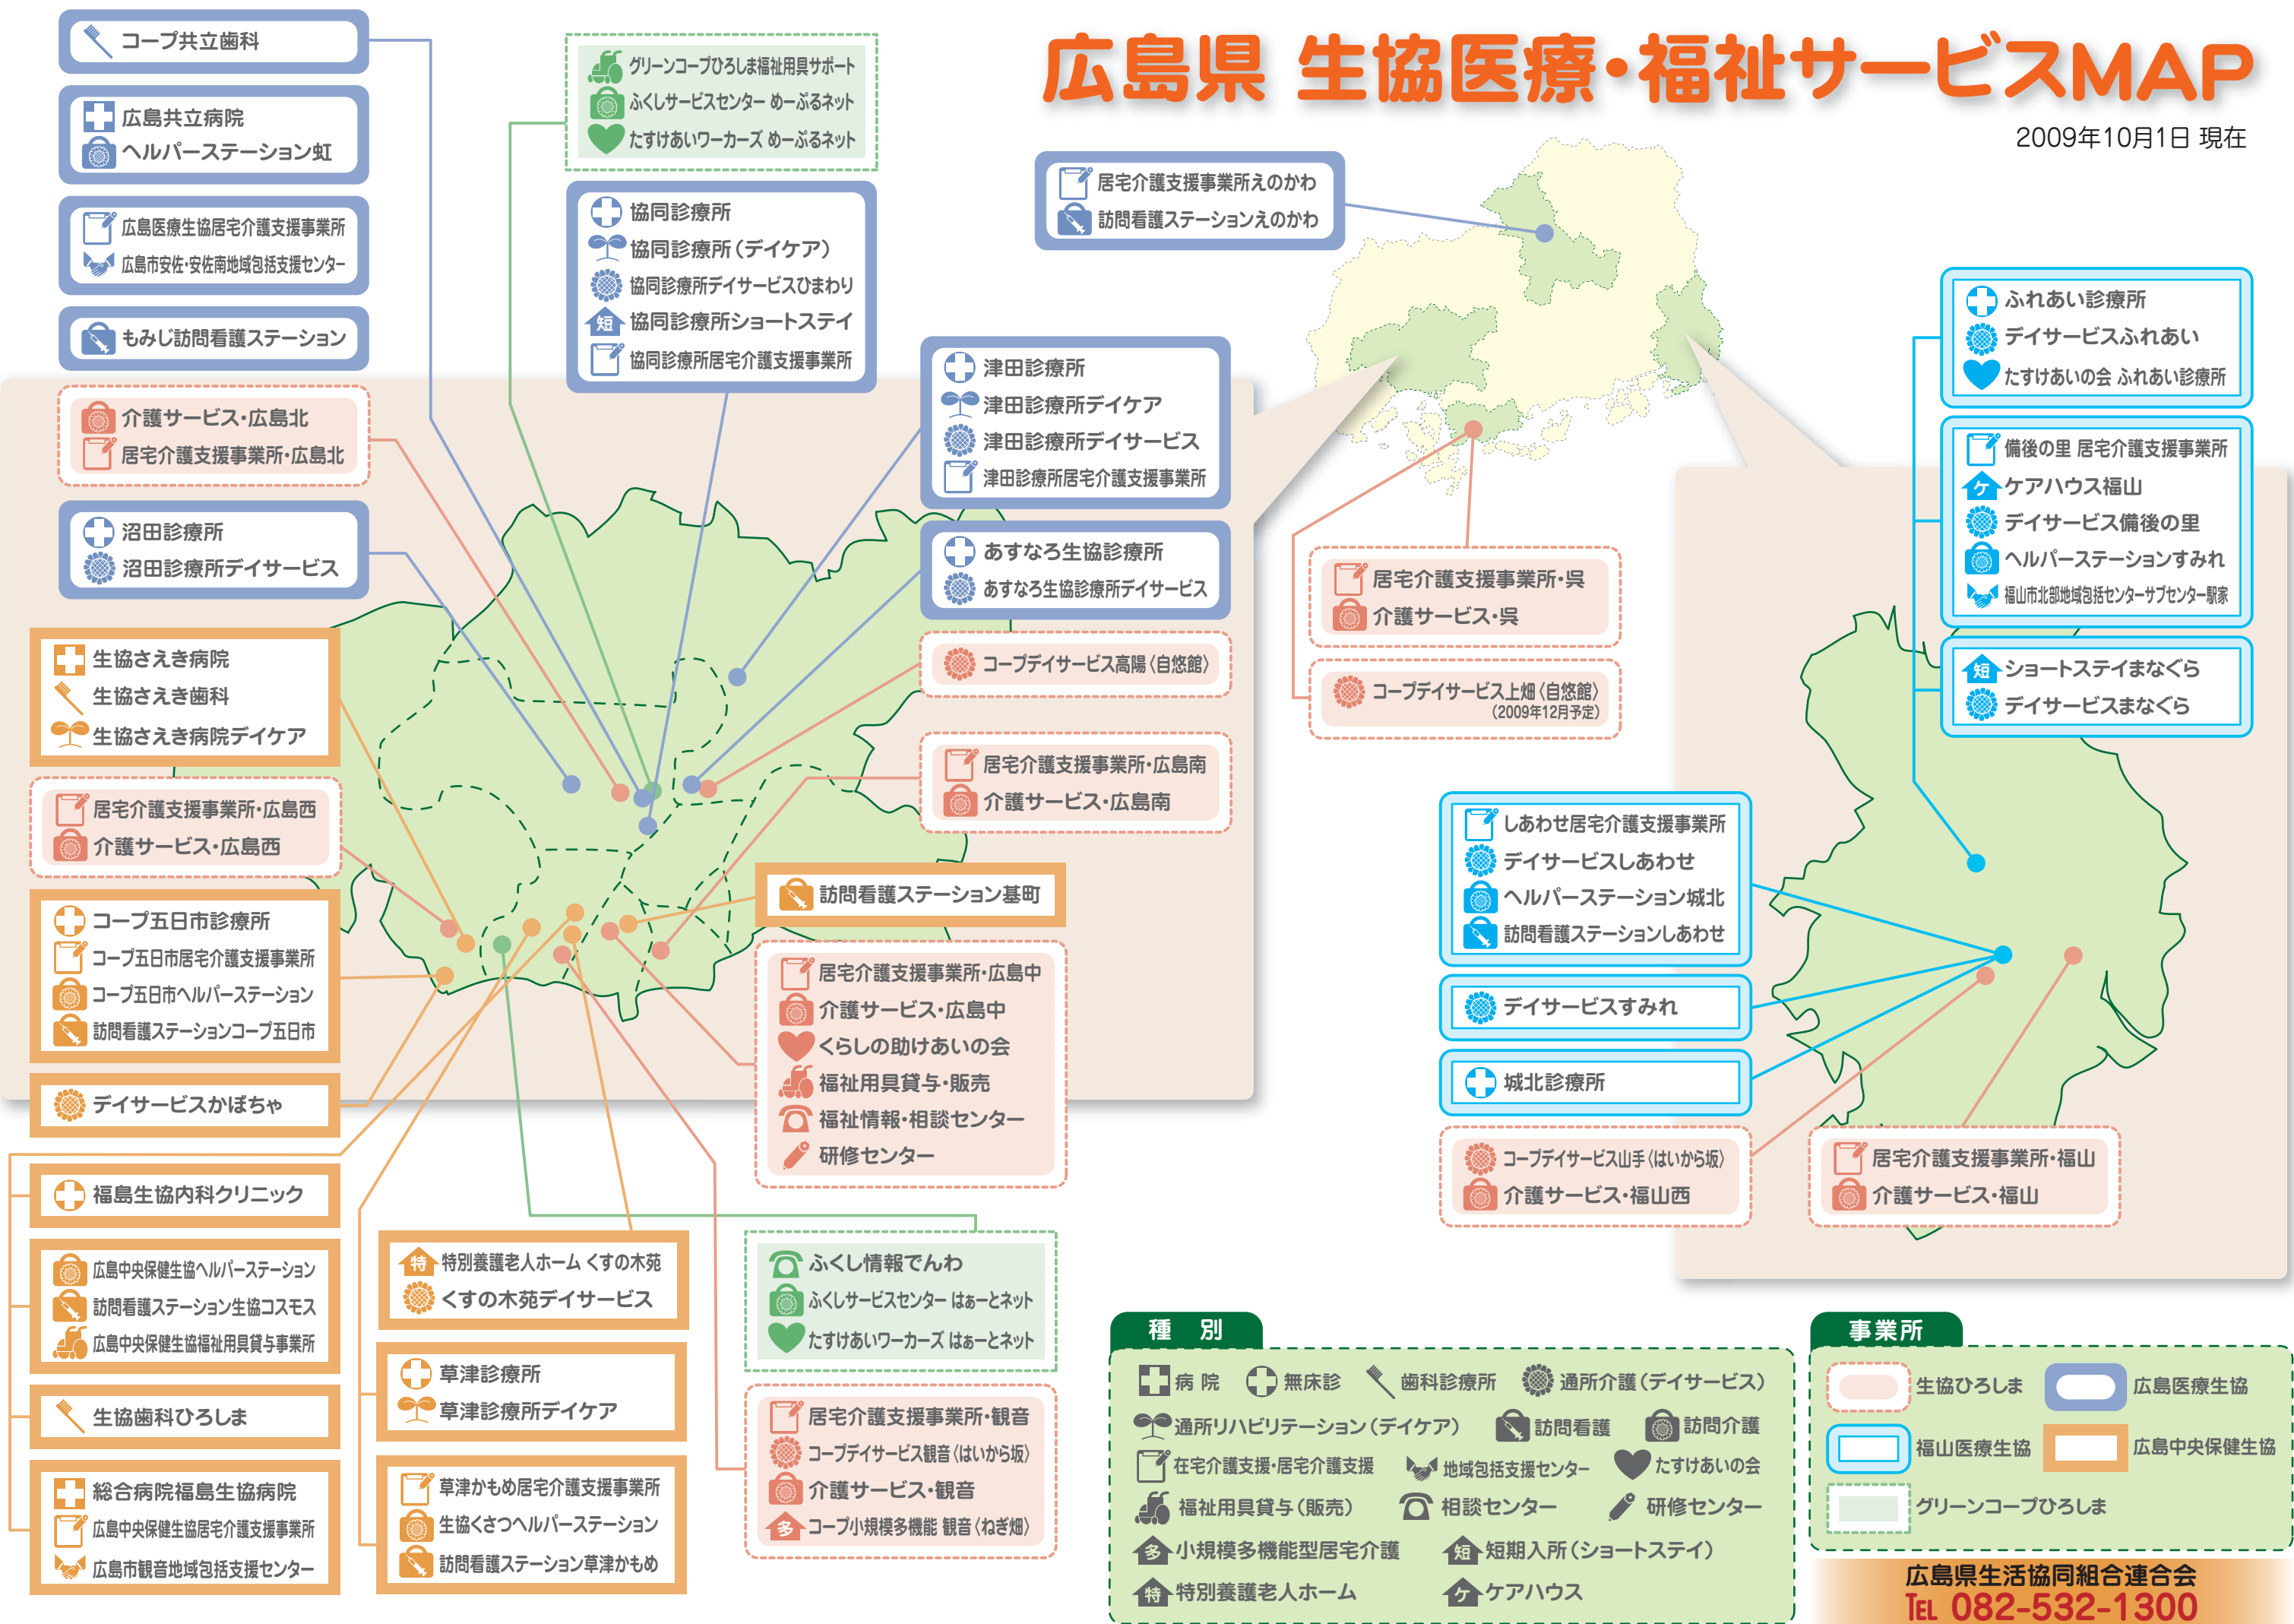 広島県 生協医療・福祉サービスMAP
2009年10月1日 現在
コープ共立歯科
広島共立病院
ヘルパーステーション虹
広島医療生協居宅介護支援事業所
広島市安佐・安佐南地域包括支援センター
もみじ訪問看護ステーション
介護サービス・広島北
居宅介護支援事業所・広島北
沼田診療所
沼田診療所デイサービス
生協さえき病院
生協さえき歯科
生協さえき病院デイケア
居宅介護支援事業所・広島西
介護サービス・広島西
コープ五日市診療所
コープ五日市居宅介護支援事業所
コープ五日市ヘルパーステーション
訪問看護ステーションコープ五日市
デイサービスかぼちゃ
福島生協内科クリニック
広島中央保健生協ヘルパーステーション
訪問看護ステーション生協コスモス
広島中央保健生協福祉用具貸与事業所
生協歯科ひろしま
総合病院福島生協病院
広島中央保健生協居宅介護支援事業所
広島市観音地域包括支援センター
グリーンコープひろしま福祉用具サポート
ふくしサービスセンター めーぷるネット
たすけあいワーカーズ めーぷるネット
協同診療所
協同診療所（デイケア）
協同診療所デイサービスひまわり
短 協同診療所ショートステイ
協同診療所居宅介護支援事業所
津田診療所
津田診療所デイケア
津田診療所デイサービス
津田診療所居宅介護支援事業所
あすなろ生協診療所
あすなろ生協診療所デイサービス
コープデイサービス高陽〈自悠館〉
居宅介護支援事業所・広島南
介護サービス・広島南
訪問看護ステーション基町
居宅介護支援事業所・広島中
介護サービス・広島中
くらしの助けあいの会
福祉用具貸与・販売
福祉情報・相談センター
研修センター
特 特別養護老人ホーム くすの木苑
くすの木苑デイサービス
草津診療所
草津診療所デイケア
草津かもめ居宅介護支援事業所
生協くさつヘルパーステーション
訪問看護ステーション草津かもめ
ふくし情報でんわ
ふくしサービスセンター はぁーとネット
たすけあいワーカーズ はぁーとネット
居宅介護支援事業所・観音
コープデイサービス観音〈はいから坂〉
介護サービス・観音
多 コープ小規模多機能 観音〈ねぎ畑〉
居宅介護支援事業所えのかわ
訪問看護ステーションえのかわ
居宅介護支援事業所・呉
介護サービス・呉
コープデイサービス上畑〈自悠館〉
（2009年12月予定）
ふれあい診療所
デイサービスふれあい
たすけあいの会 ふれあい診療所
備後の里 居宅介護支援事業所
ケ ケアハウス福山
デイサービス備後の里
ヘルパーステーションすみれ
福山市北部地域包括センターサブセンター駅家
短 ショートステイまなぐら
デイサービスまなぐら
しあわせ居宅介護支援事業所
デイサービスしあわせ
ヘルパーステーション城北
訪問看護ステーションしあわせ
デイサービスすみれ
城北診療所
コープデイサービス山手〈はいから坂〉
介護サービス・福山西
居宅介護支援事業所・福山
介護サービス・福山
種 別
病 院 無床診 歯科診療所 通所介護（デイサービス）
通所リハビリテーション（デイケア） 訪問看護 訪問介護
在宅介護支援・居宅介護支援 地域包括支援センター たすけあいの会
福祉用具貸与（販売） 相談センター 研修センター
多 小規模多機能型居宅介護 短 短期入所（ショートステイ）
特 特別養護老人ホーム ケ ケアハウス
事業所
生協ひろしま 広島医療生協
福山医療生協 広島中央保健生協
グリーンコープひろしま
広島県生活協同組合連合会
TEL 082-532-1300